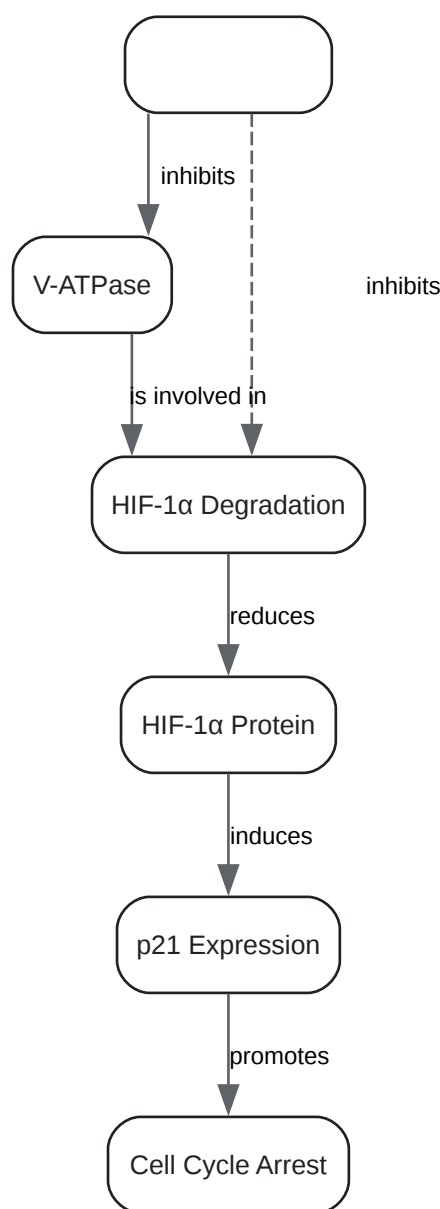 inhibits
V-ATPase
inhibits
is involved in
HIF-1α Degradation
reduces
HIF-1α Protein
induces
p21 Expression
promotes
Cell Cycle Arrest